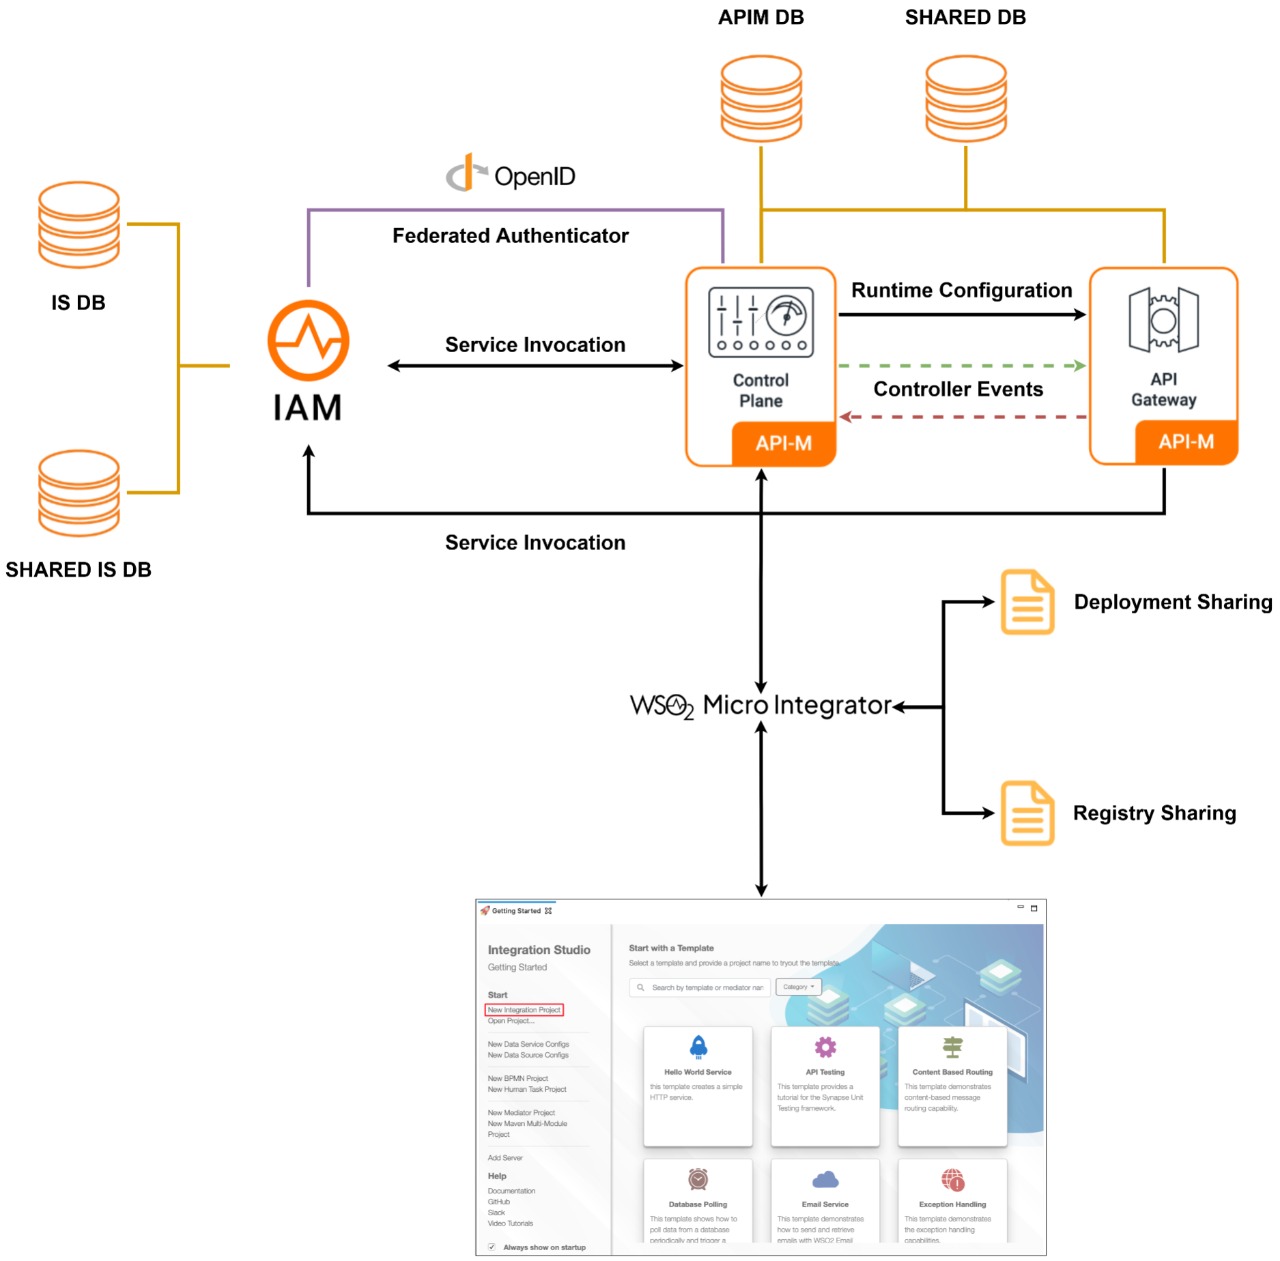 APIM DB
SHARED DB
OpenID
Federated Authenticator
IS DB
Runtime Configuration
Service Invocation
Control
Plane
API-M
Controller Events
API
Gateway
API-M
IAM
Service Invocation
SHARED IS DB
Deployment Sharing
WSO2 Micro Integrator
Registry Sharing
Getting Started
Integration Studio
Getting Started
Start
New Integration Project
Open Project...
New Data Service Configs
New Data Source Configs
New BPMN Project
New Human Task Project
New Mediator Project
New Maven Multi-Module
Project
Add Server
Help
Documentation
GitHub
Slack
Video Tutorials
Always show on startup
Start with a Template
Select a template and provide a project name to tryout the template.
Search by template or mediator nar
Category
Hello World Service
this template creates a simple
HTTP service.
API Testing
This template provides a
tutorial for the Synapse Unit
Testing framework.
Content Based Routing
This template demonstrates
content-based message
routing capability.
Database Polling
This template shows how to
poll data from a database
periodically and trigger a
Email Service
This template demonstrates
how to send and retrieve
emails with WSO2 Email
Exception Handling
This template demonstrates
the exception handling
capabilities.